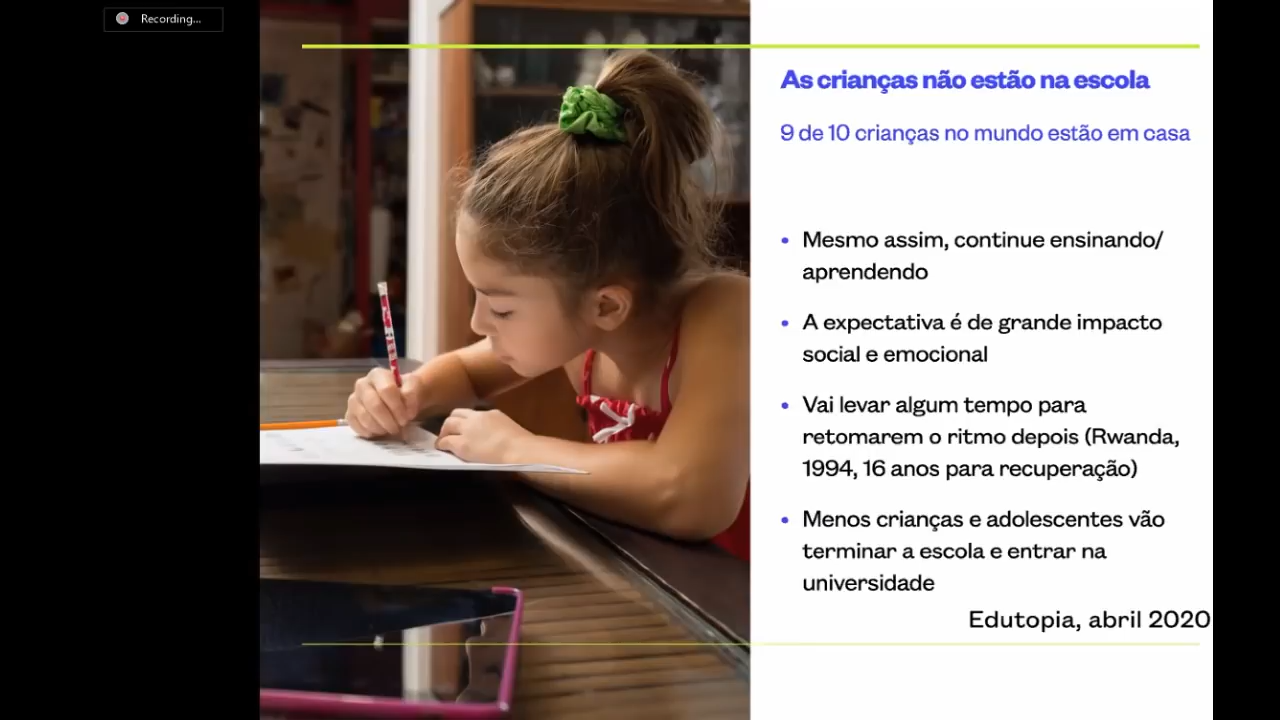 Recording...
As crianças não estão na escola
9 de 10 crianças no mundo estão em casa
• Mesmo assim, continue ensinando/
aprendendo
• A expectativa é de grande impacto
social e emocional
• Vai levar algum tempo para
retomarem o ritmo depois (Rwanda,
1994, 16 anos para recuperação)
• Menos crianças e adolescentes vão
terminar a escola e entrar na
universidade
Edutopia, abril 2020